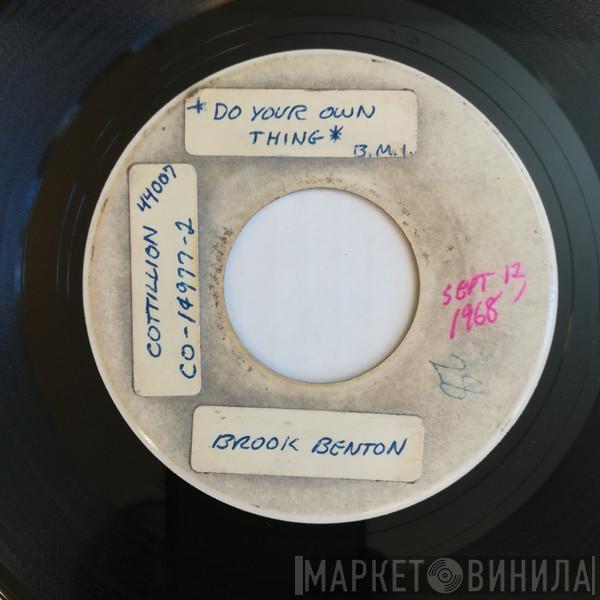 * DO YOUR OWN
THING *
B.M.I.
COTTILLION 44007
CO-14977-2
SEPT 12,
1968
BROOK BENTON
МАРКЕТ ВИНИЛА